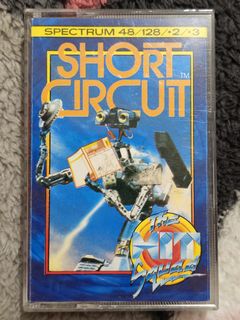 SPECTRUM 48/128/+2/+3
SHORT
CIRCUIT
TM
THE
HIT
SQUAD